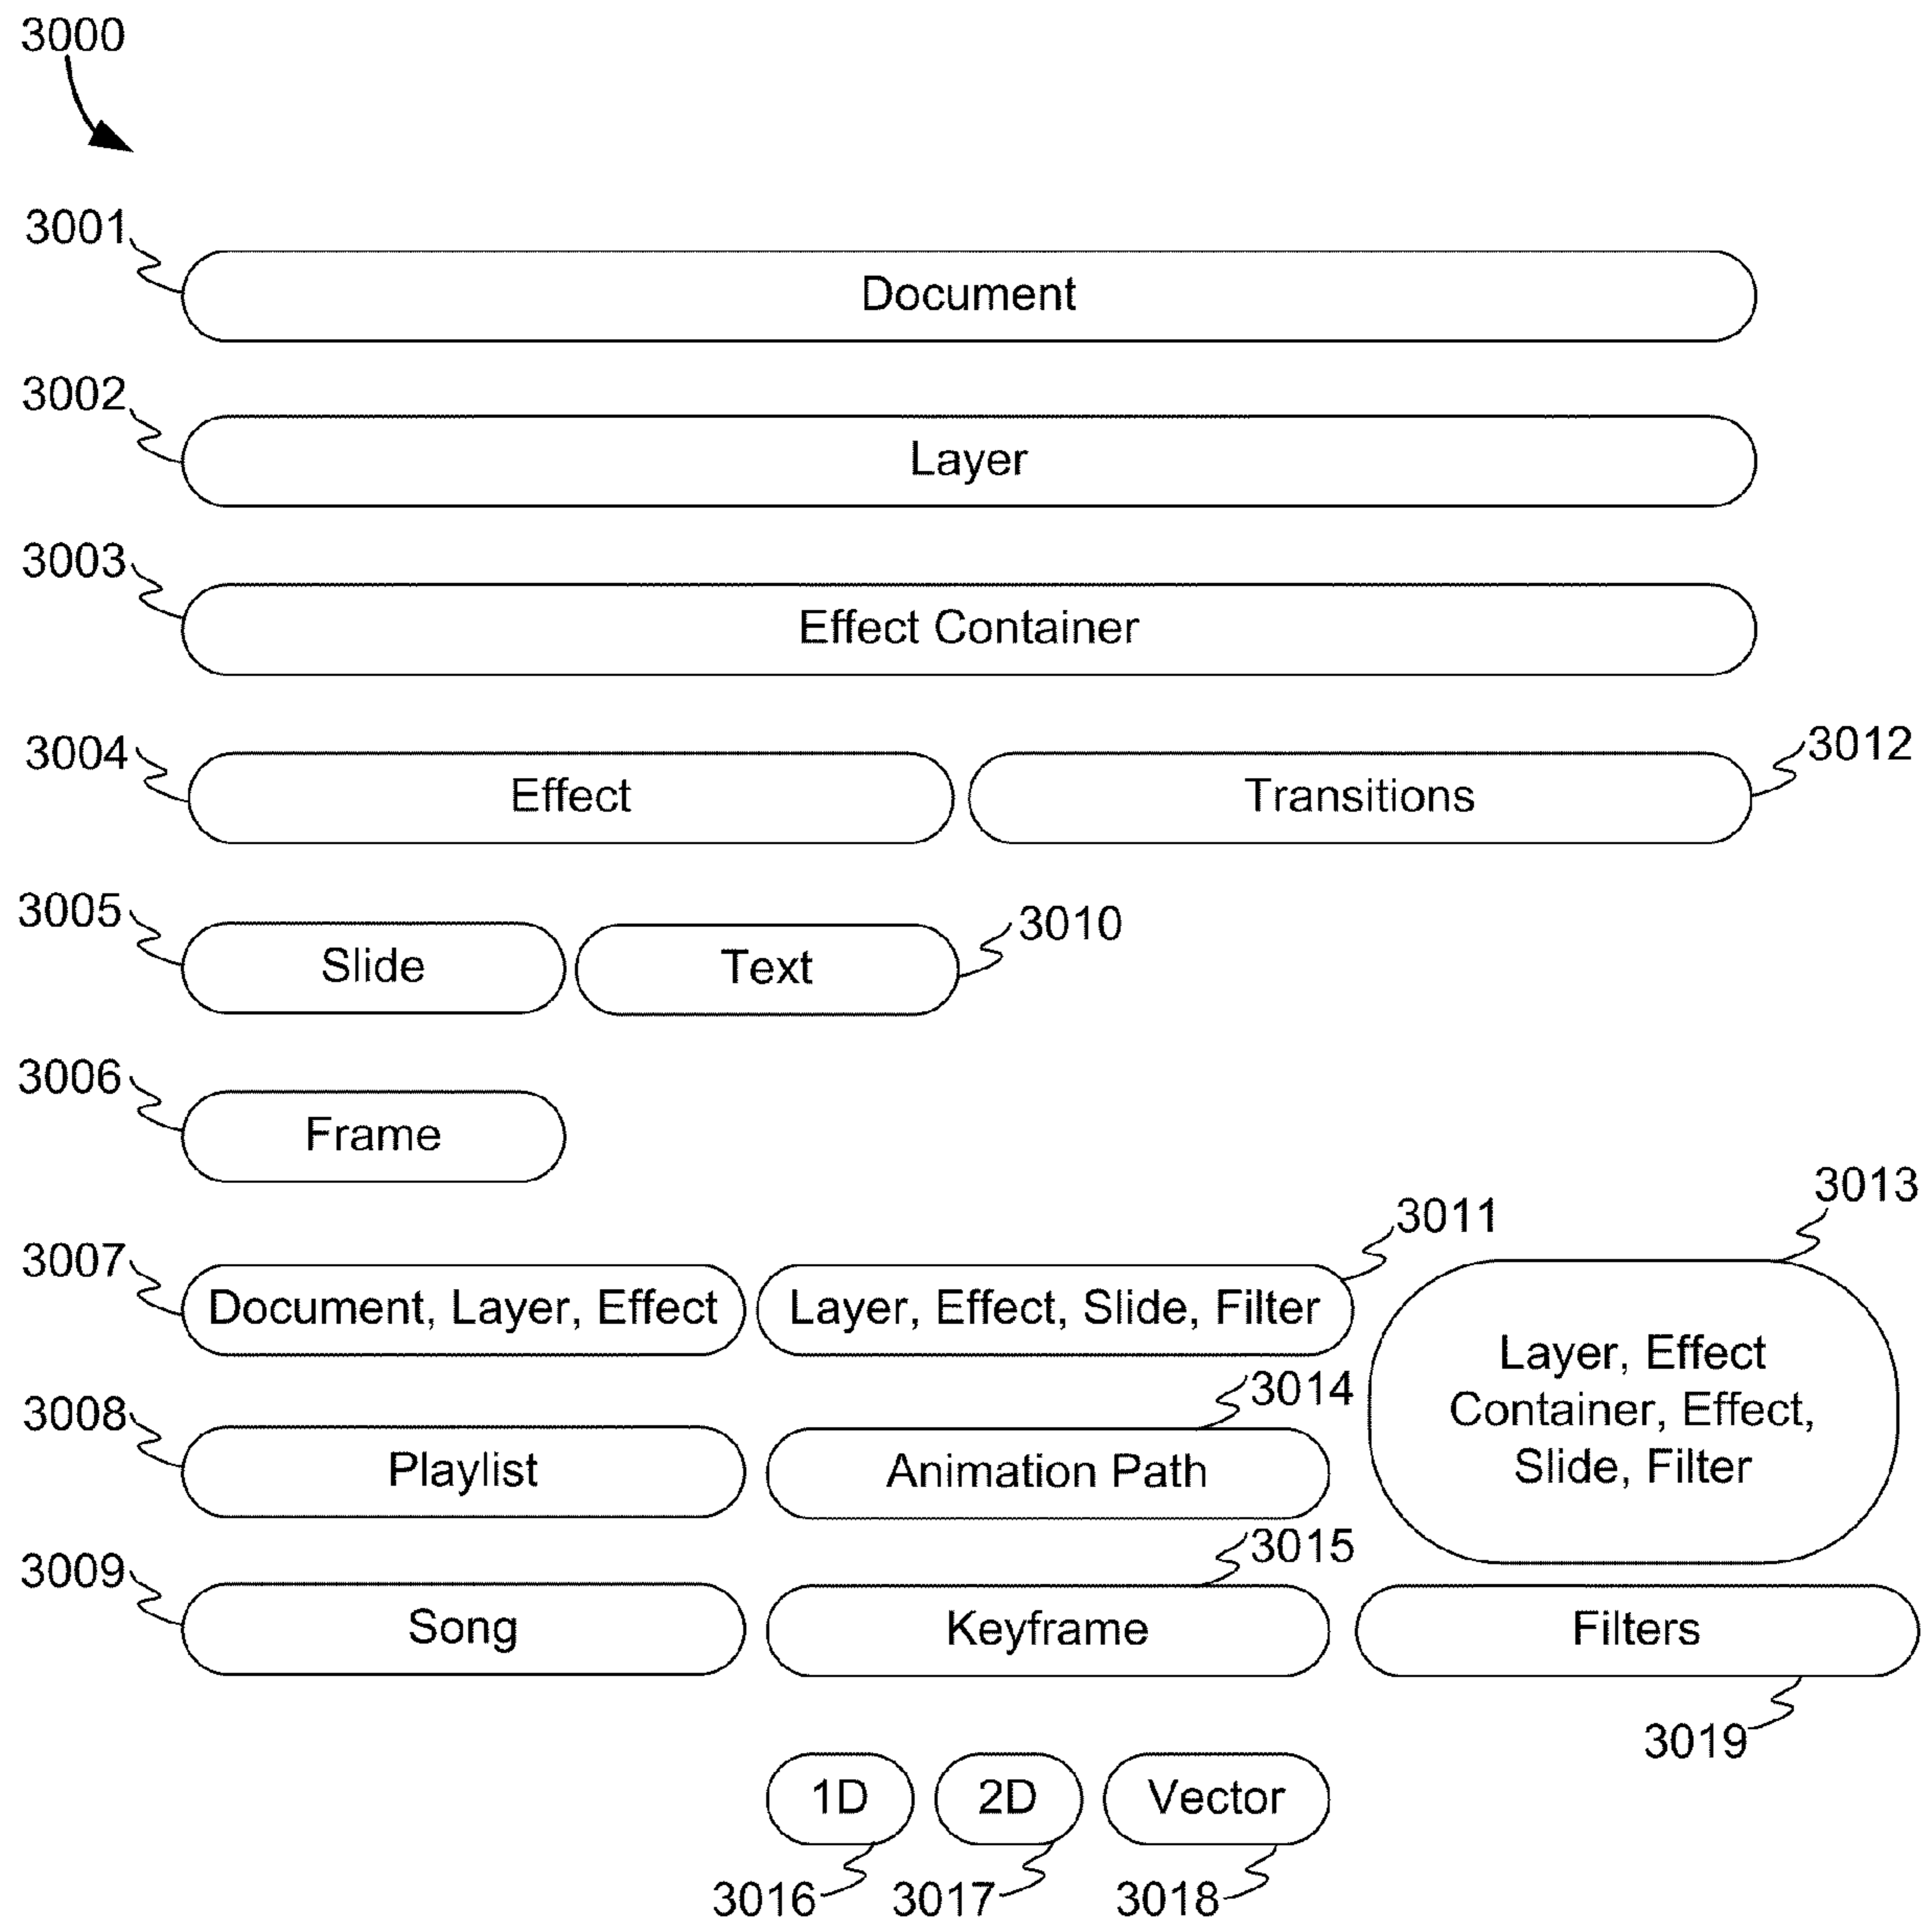 3000
3001
Document
3002
Layer
3003
Effect Container
3004
Effect
Transitions
3012
3005
Slide
Text
3010
3006
Frame
3013
3011
3007
Document, Layer, Effect
Layer, Effect, Slide, Filter
Layer, Effect
Container, Effect,
Slide, Filter
3014
3008
Playlist
Animation Path
3015
3009
Song
Keyframe
Filters
3019
1D
2D
Vector
3016
3017
3018